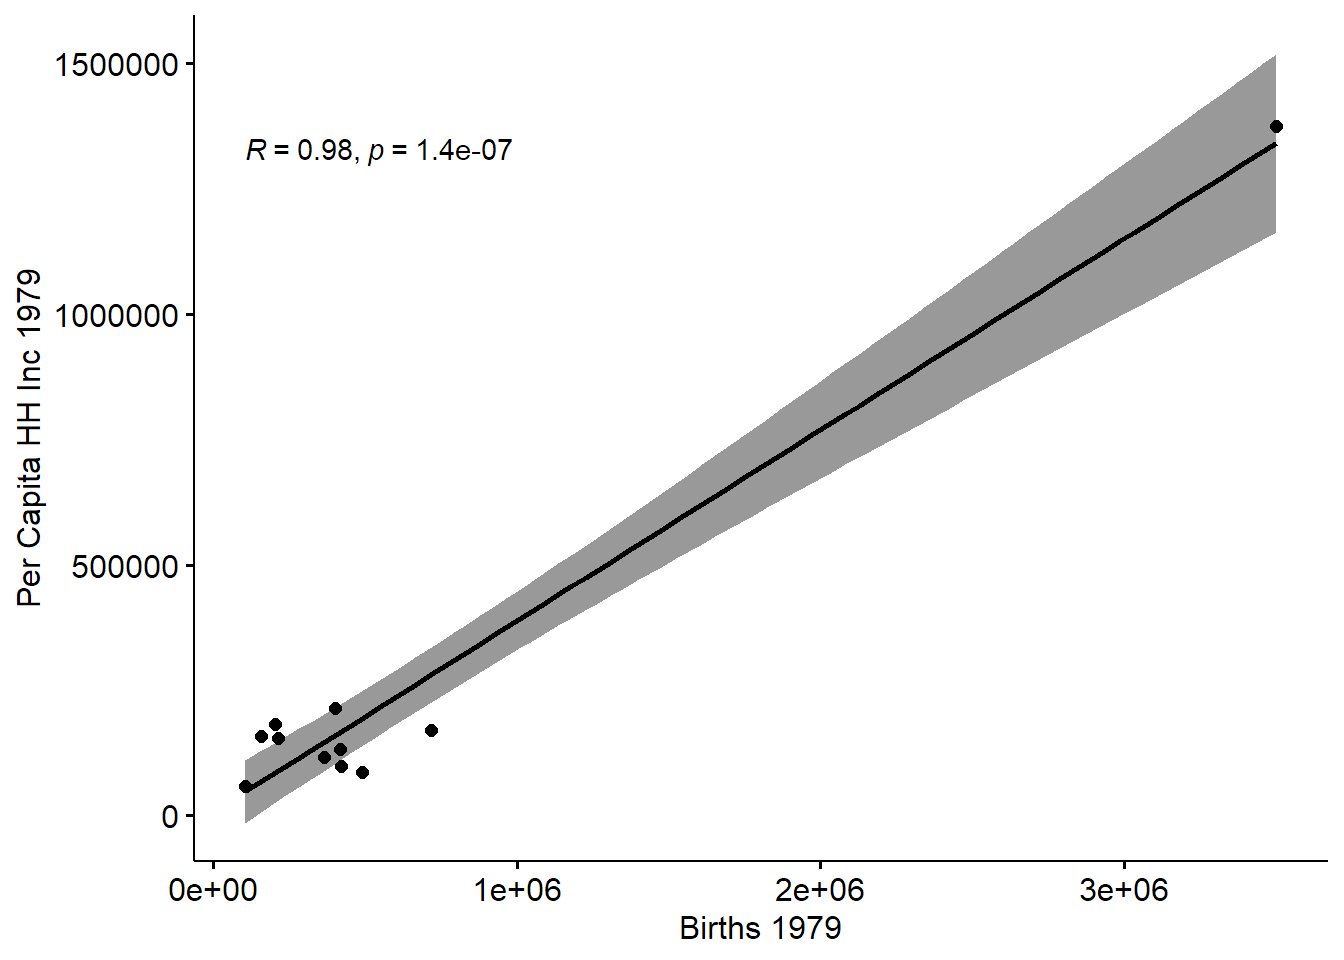 1500000
R = 0.98, p = 1.4e-07
1000000
500000
0
Per Capita HH Inc 1979
0e+00 1e+06 2e+06 3e+06
Births 1979